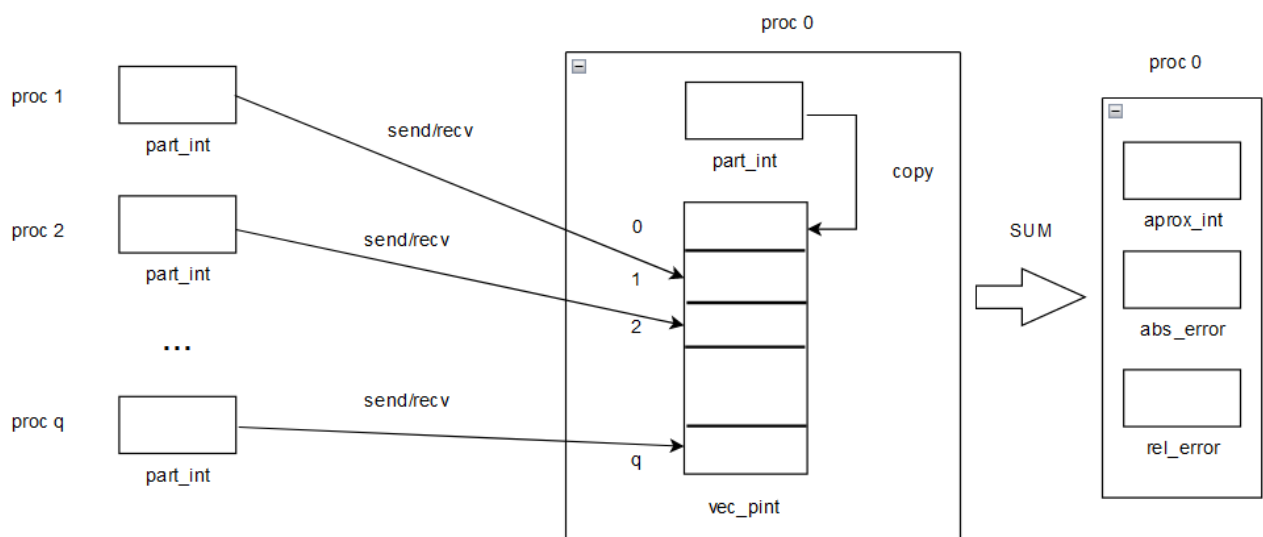 proc 0
proc 0
proc 1
part_int
send/recv
part_int
copy
proc 2
part_int
send/recv
0
1
2
SUM
aprox_int
abs_error
rel_error
...
proc q
part_int
send/recv
q
vec_pint